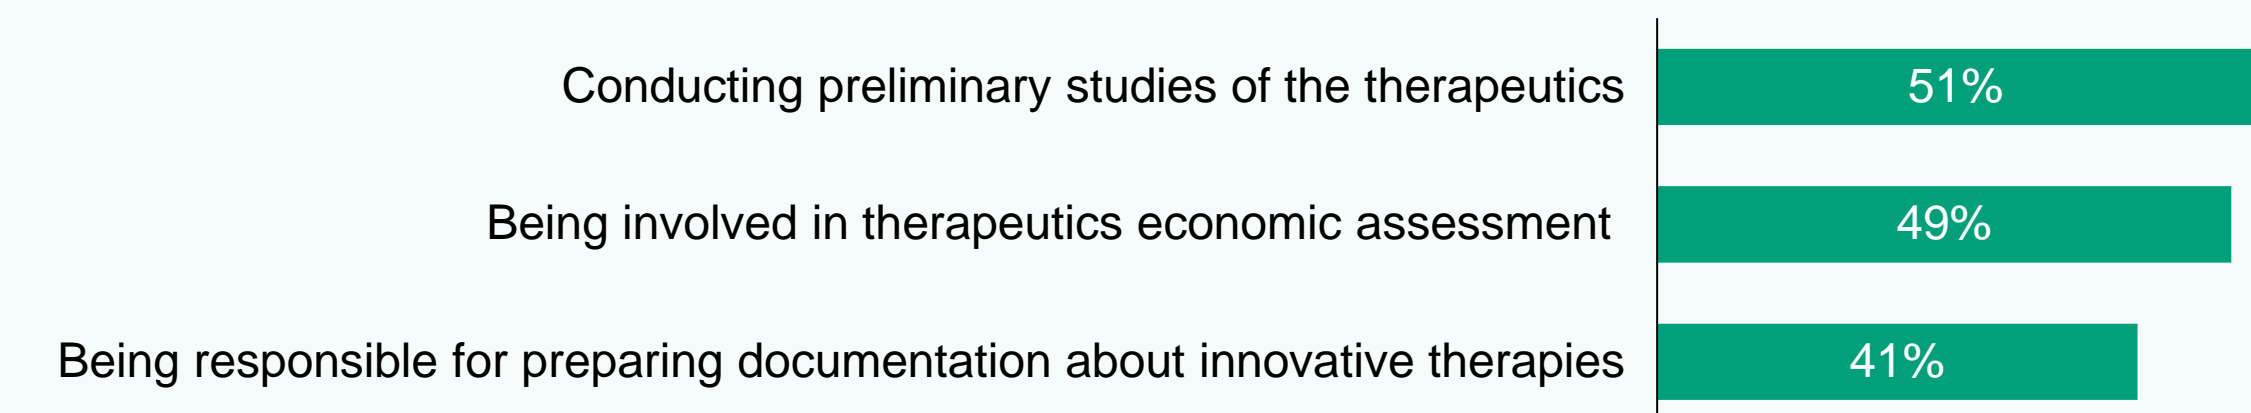 Conducting preliminary studies of the therapeutics 51%
Being involved in therapeutics economic assessment 49%
Being responsible for preparing documentation about innovative therapies 41%